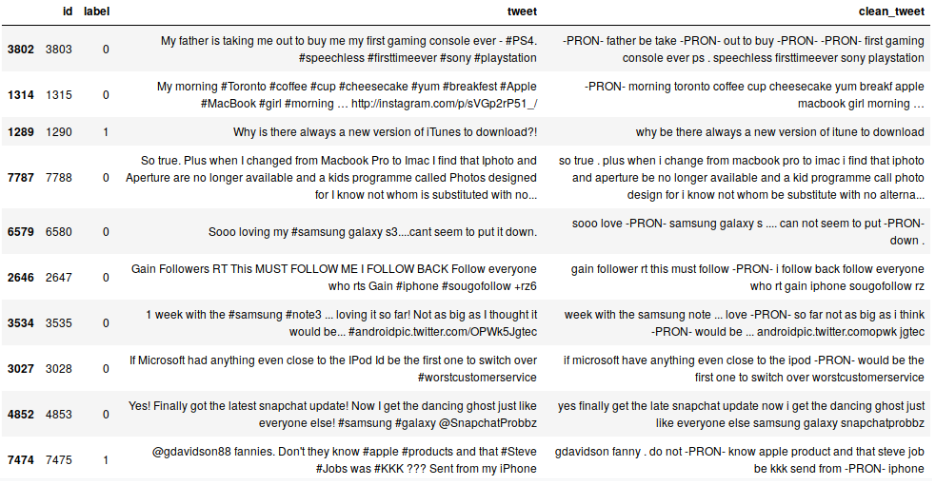 id label tweet clean_tweet
3802 3803 0 My father is taking me out to buy me my first gaming console ever - #PS4. -PRON- father be take -PRON- out to buy -PRON- -PRON- first gaming
#speechless #firsttimeever #sony #playstation console ever ps . speechless firsttimeever sony playstation
1314 1315 0 My morning #Toronto #coffee #cup #cheesecake #yum #breakfest #Apple -PRON- morning toronto coffee cup cheesecake yum breakf apple
#MacBook #girl #morning … http://instagram.com/p/sVGp2rP51_/ macbook girl morning …
1289 1290 1 Why is there always a new version of iTunes to download?! why be there always a new version of itune to download
7787 7788 0 So true. Plus when I changed from Macbook Pro to Imac I find that Iphoto and so true . plus when i change from macbook pro to imac i find that iphoto
Aperture are no longer available and a kids programme called Photos designed and aperture be no longer available and a kid programme call photo
for I know not whom is substituted with no... design for i know not whom be substitute with no alterna...
6579 6580 0 Sooo loving my #samsung galaxy s3....cant seem to put it down. sooo love -PRON- samsung galaxy s .... can not seem to put -PRON-
down .
2646 2647 0 Gain Followers RT This MUST FOLLOW ME I FOLLOW BACK Follow everyone gain follower rt this must follow -PRON- i follow back follow everyone
who rts Gain #iphone #sougofollow +rz6 who rt gain iphone sougofollow rz
3534 3535 0 1 week with the #samsung #note3 ... loving it so far! Not as big as I thought it week with the samsung note ... love -PRON- so far not as big as i think
would be... #androidpic.twitter.com/OPWk5Jgtec -PRON- would be ... androidpic.twitter.comopwk jgtec
3027 3028 0 If Microsoft had anything even close to the IPod Id be the first one to switch over if microsoft have anything even close to the ipod -PRON- would be the
#worstcustomerservice first one to switch over worstcustomerservice
4852 4853 0 Yes! Finally got the latest snapchat update! Now I get the dancing ghost just like yes finally get the late snapchat update now i get the dancing ghost just
everyone else! #samsung #galaxy @SnapchatProbbz like everyone else samsung galaxy snapchatprobbz
7474 7475 1 @gdavidson88 fannies. Don't they know #apple #products and that #Steve gdavidson fanny . do not -PRON- know apple product and that steve job
#Jobs was #KKK ??? Sent from my iPhone be kkk send from -PRON- iphone